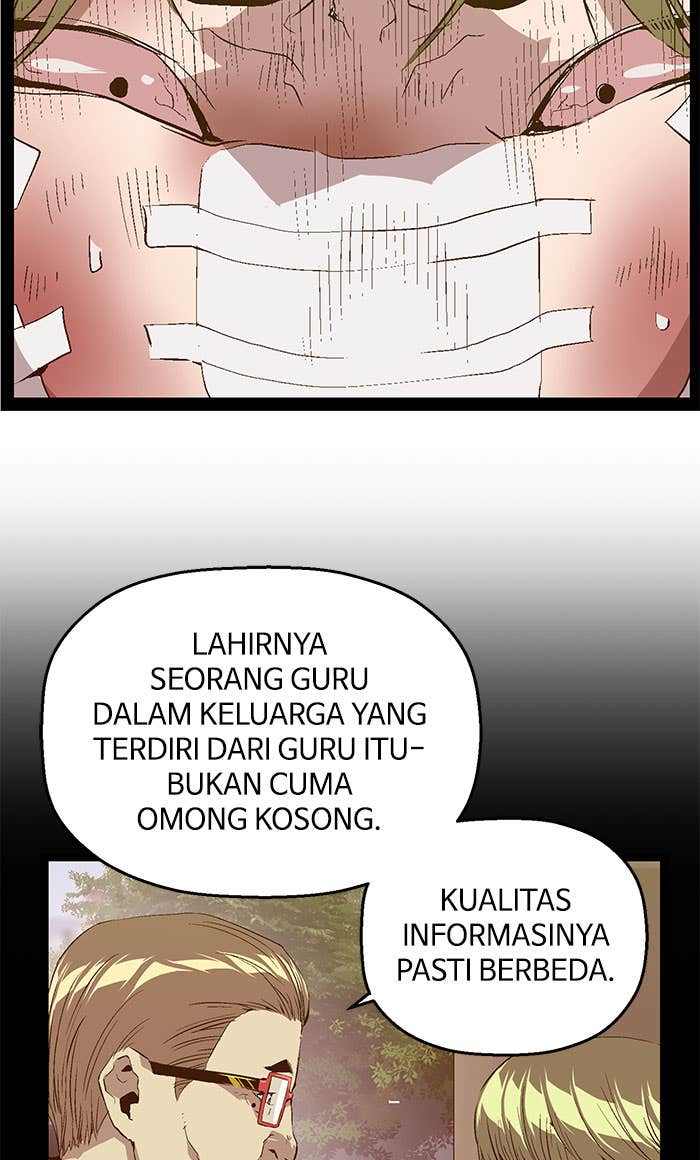 LAHIRNYA
SEORANG GURU
DALAM KELUARGA YANG
TERDIRI DARI GURU ITU-
BUKAN CUMA
OMONG KOSONG.
KUALITAS
INFORMASINYA
PASTI BERBEDA.